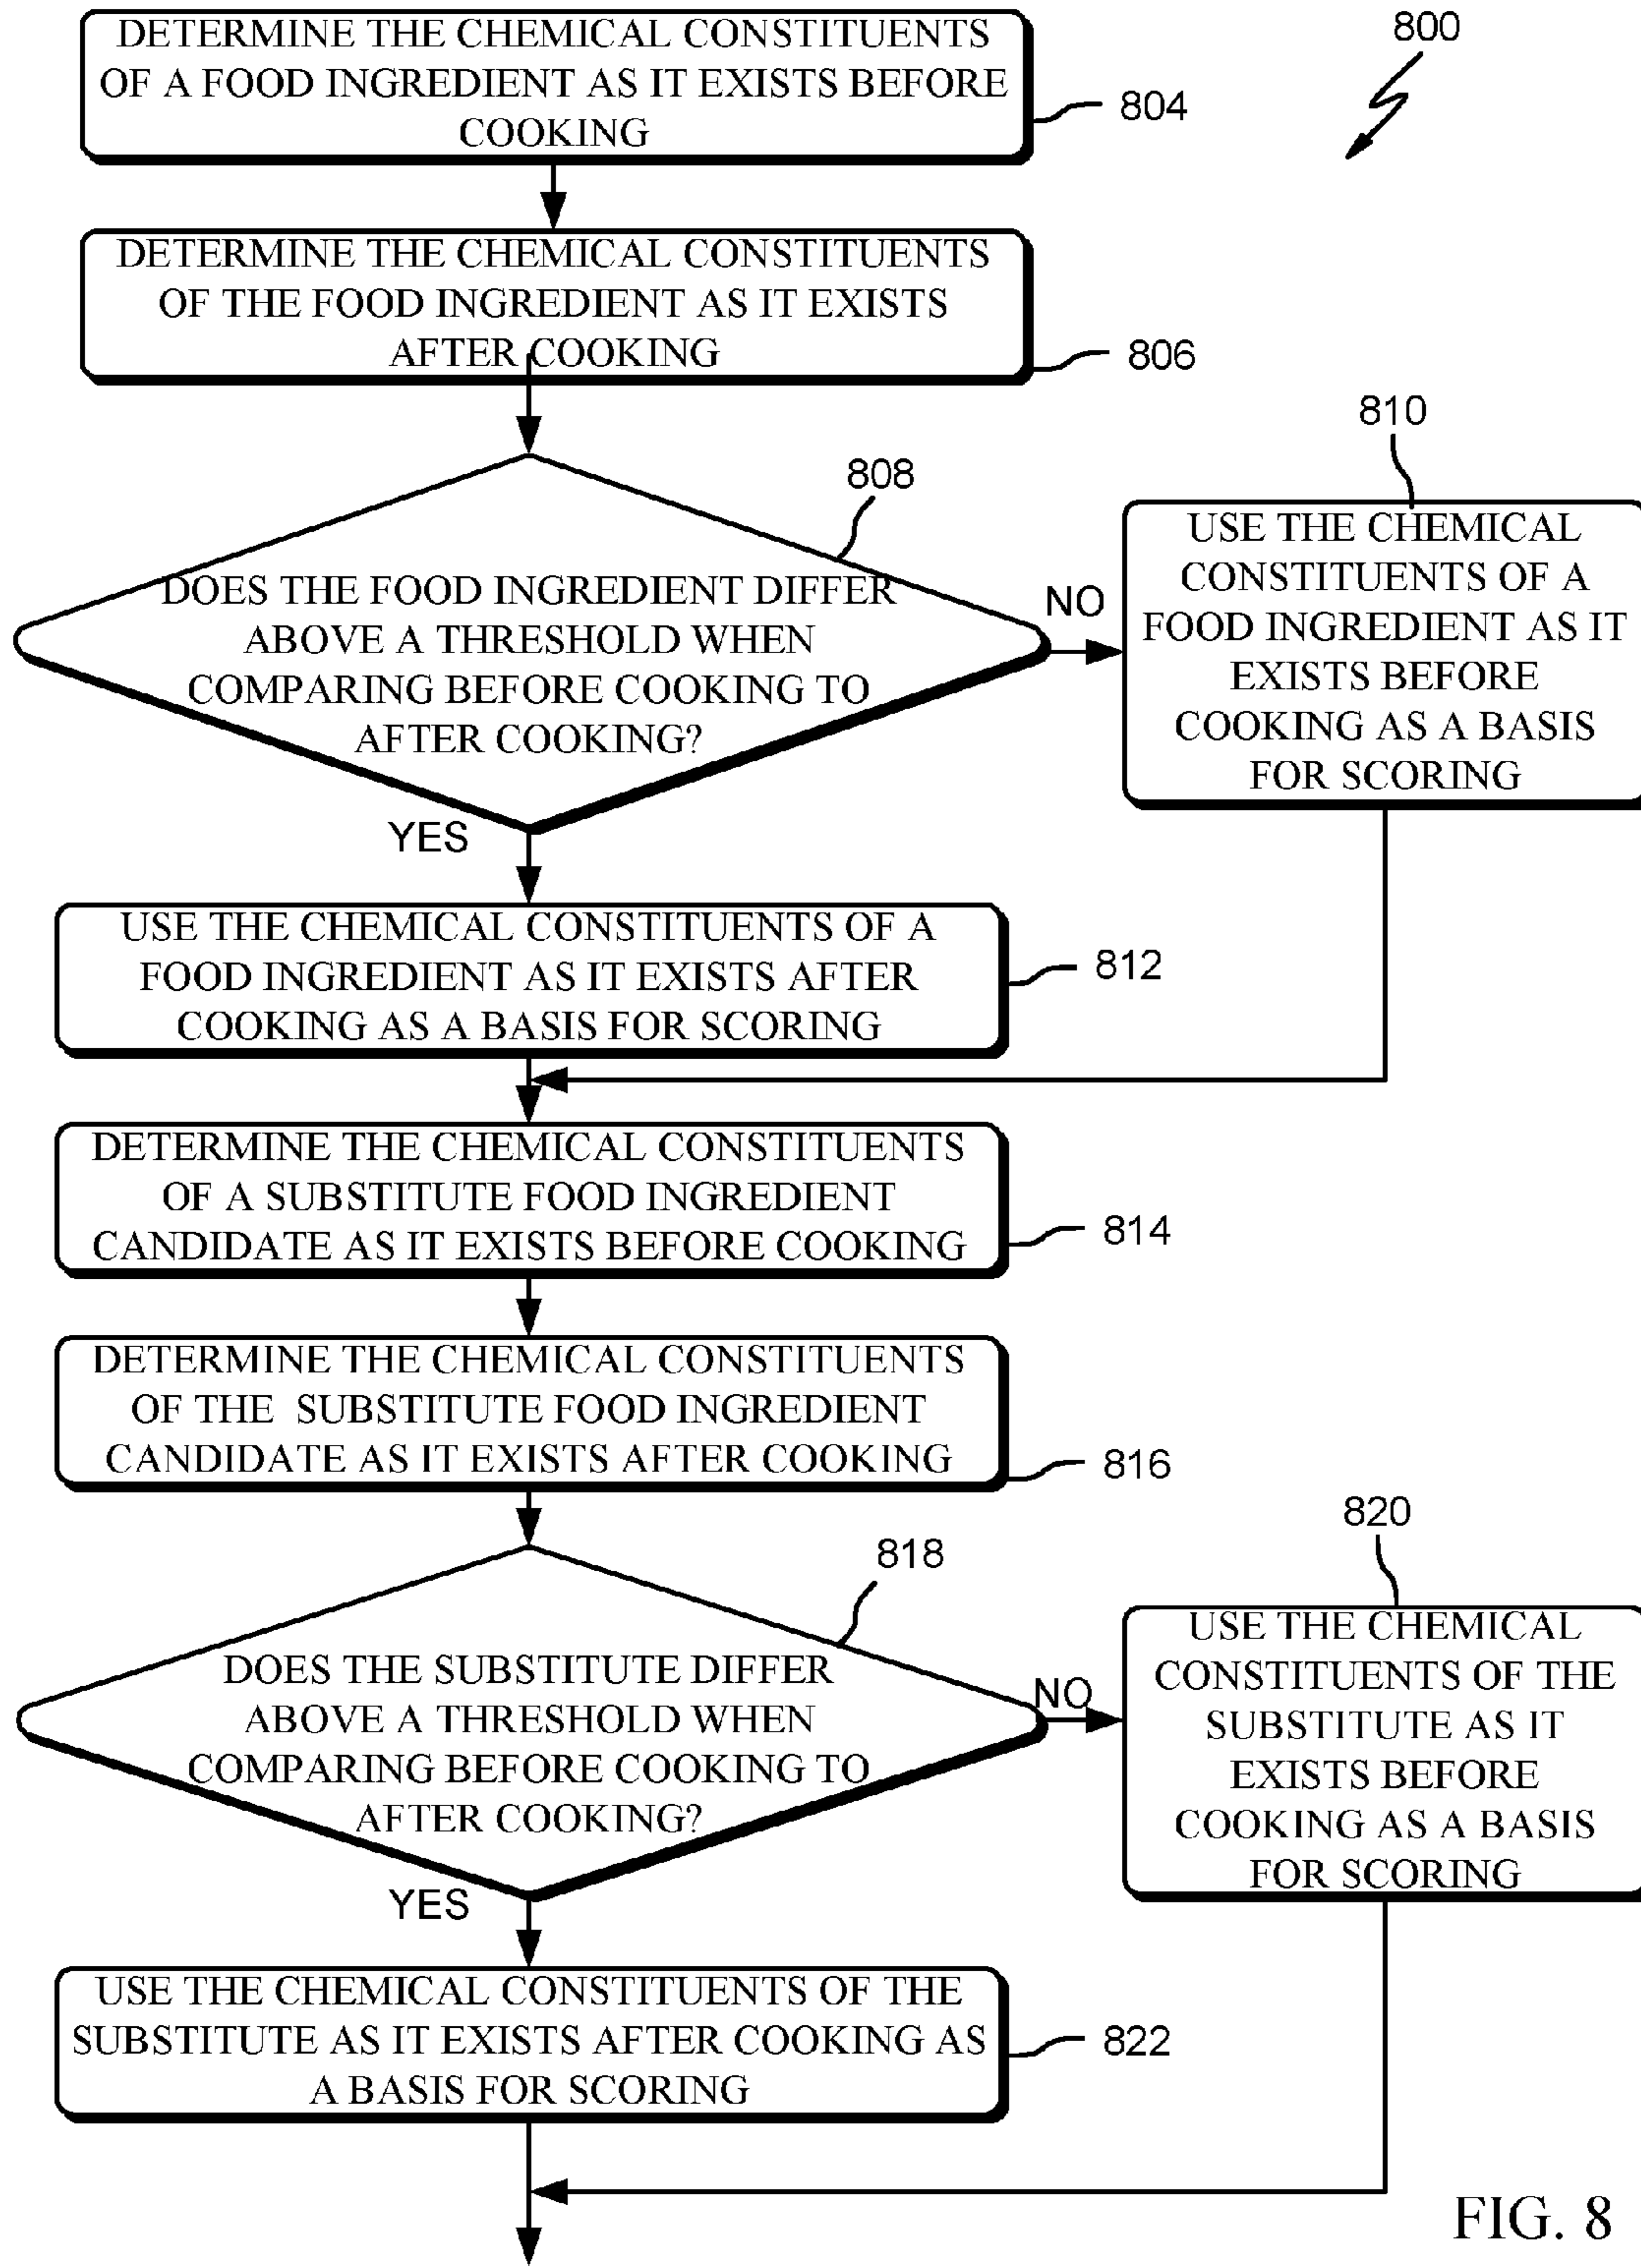 800
DETERMINE THE CHEMICAL CONSTITUENTS
OF A FOOD INGREDIENT AS IT EXISTS BEFORE
COOKING
804
DETERMINE THE CHEMICAL CONSTITUENTS
OF THE FOOD INGREDIENT AS IT EXISTS
AFTER COOKING
806
808
DOES THE FOOD INGREDIENT DIFFER
ABOVE A THRESHOLD WHEN
COMPARING BEFORE COOKING TO
AFTER COOKING?
NO
810
USE THE CHEMICAL
CONSTITUENTS OF A
FOOD INGREDIENT AS IT
EXISTS BEFORE
COOKING AS A BASIS
FOR SCORING
YES
USE THE CHEMICAL CONSTITUENTS OF A
FOOD INGREDIENT AS IT EXISTS AFTER
COOKING AS A BASIS FOR SCORING
812
DETERMINE THE CHEMICAL CONSTITUENTS
OF A SUBSTITUTE FOOD INGREDIENT
CANDIDATE AS IT EXISTS BEFORE COOKING
814
DETERMINE THE CHEMICAL CONSTITUENTS
OF THE SUBSTITUTE FOOD INGREDIENT
CANDIDATE AS IT EXISTS AFTER COOKING
816
818
DOES THE SUBSTITUTE DIFFER
ABOVE A THRESHOLD WHEN
COMPARING BEFORE COOKING TO
AFTER COOKING?
NO
820
USE THE CHEMICAL
CONSTITUENTS OF THE
SUBSTITUTE AS IT
EXISTS BEFORE
COOKING AS A BASIS
FOR SCORING
YES
USE THE CHEMICAL CONSTITUENTS OF THE
SUBSTITUTE AS IT EXISTS AFTER COOKING AS
A BASIS FOR SCORING
822
FIG. 8